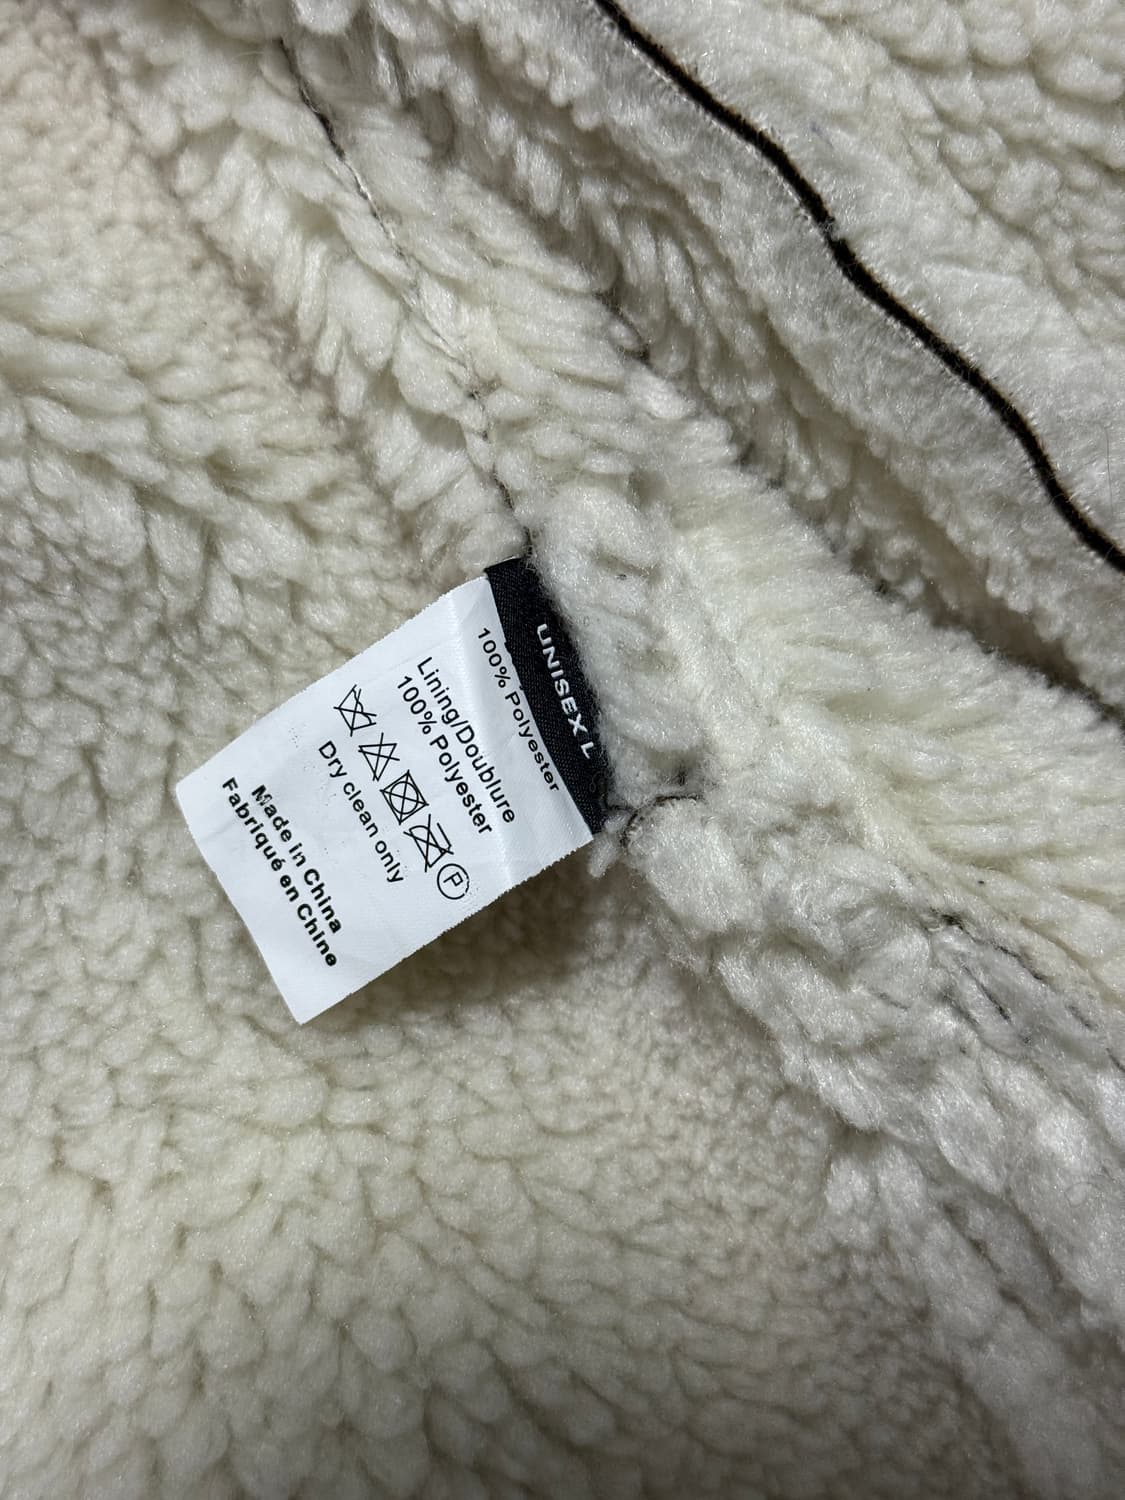 UNISEX L
100% Polyester
Lining/Doublure
100% Polyester
P
Dry clean only
Made in China
Fabriqué en Chine